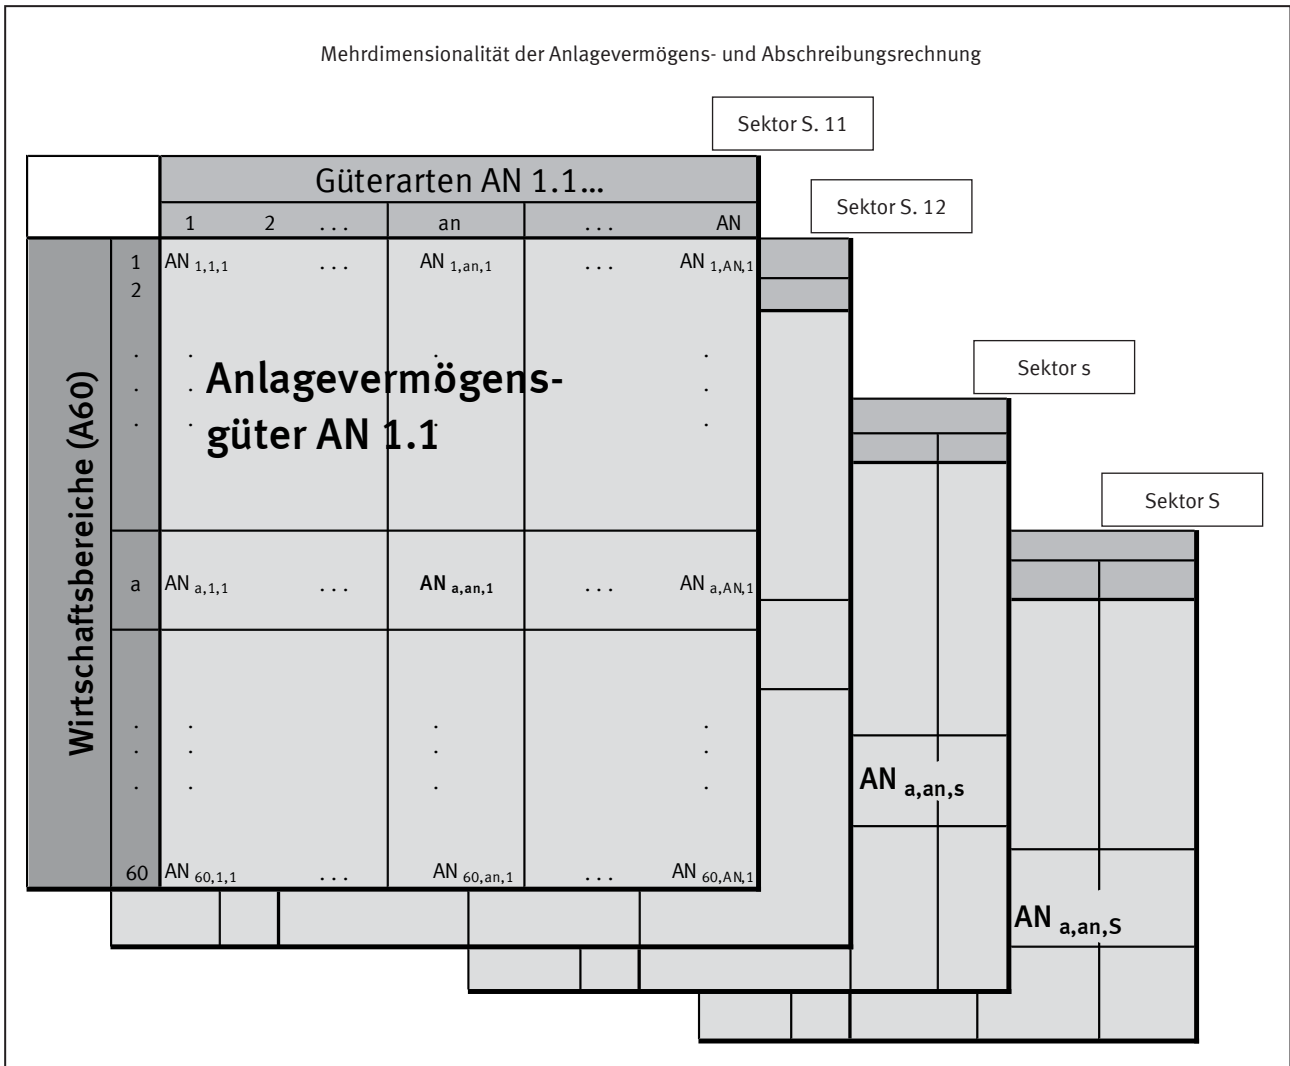 Mehrdimensionalität der Anlagevermögens- und Abschreibungsrechnung
Sektor S. 11
Güterarten AN 1.1...
Sektor S. 12
1 2 ... an ... AN
1 AN 1,1,1 ... AN 1,an,1 ... AN 1,AN,1
2
. . . .
Sektor s
Anlagevermögens-
. . . .
güter AN 1.1
. . .
Wirtschaftsbereiche (A60)
Sektor S
a AN a,1,1 ... AN a,an,1 ... AN a,AN,1
. . . .
. . . .
AN a,an,s
. . . .
60 AN 60,1,1 ... AN 60,an,1 ... AN 60,AN,1
AN a,an,S